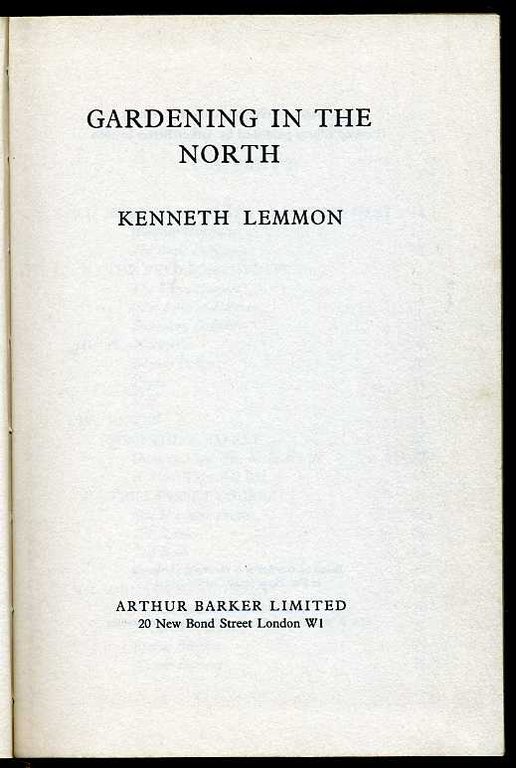 GARDENING IN THE
NORTH
KENNETH LEMMON
ARTHUR BARKER LIMITED
20 New Bond Street London W1